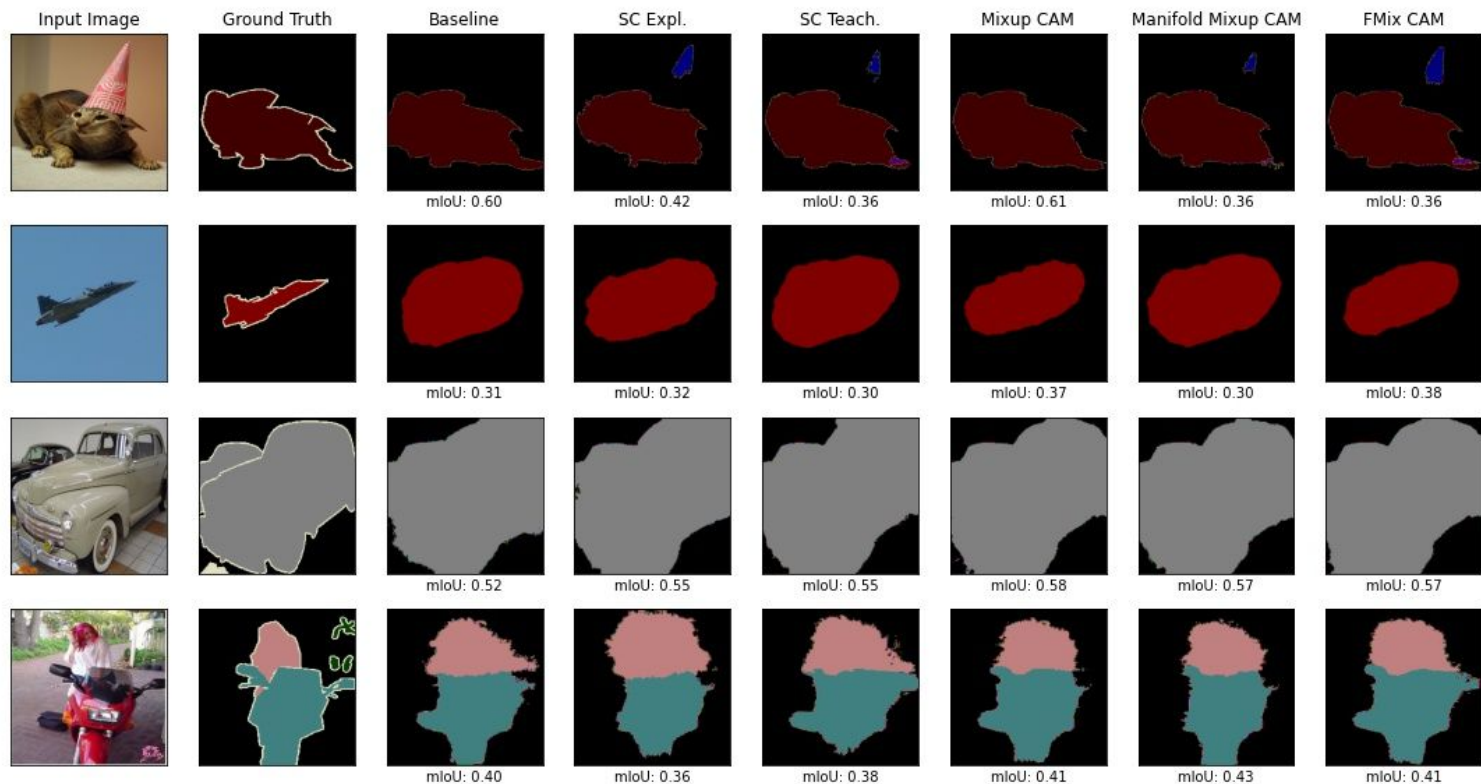 Input Image Ground Truth Baseline SC Expl. SC Teach. Mixup CAM Manifold Mixup CAM FMix CAM
mIoU: 0.60 mIoU: 0.42 mIoU: 0.36 mIoU: 0.61 mIoU: 0.36 mIoU: 0.36
mIoU: 0.31 mIoU: 0.32 mIoU: 0.30 mIoU: 0.37 mIoU: 0.30 mIoU: 0.38
mIoU: 0.52 mIoU: 0.55 mIoU: 0.55 mIoU: 0.58 mIoU: 0.57 mIoU: 0.57
mIoU: 0.40 mIoU: 0.36 mIoU: 0.38 mIoU: 0.41 mIoU: 0.43 mIoU: 0.41